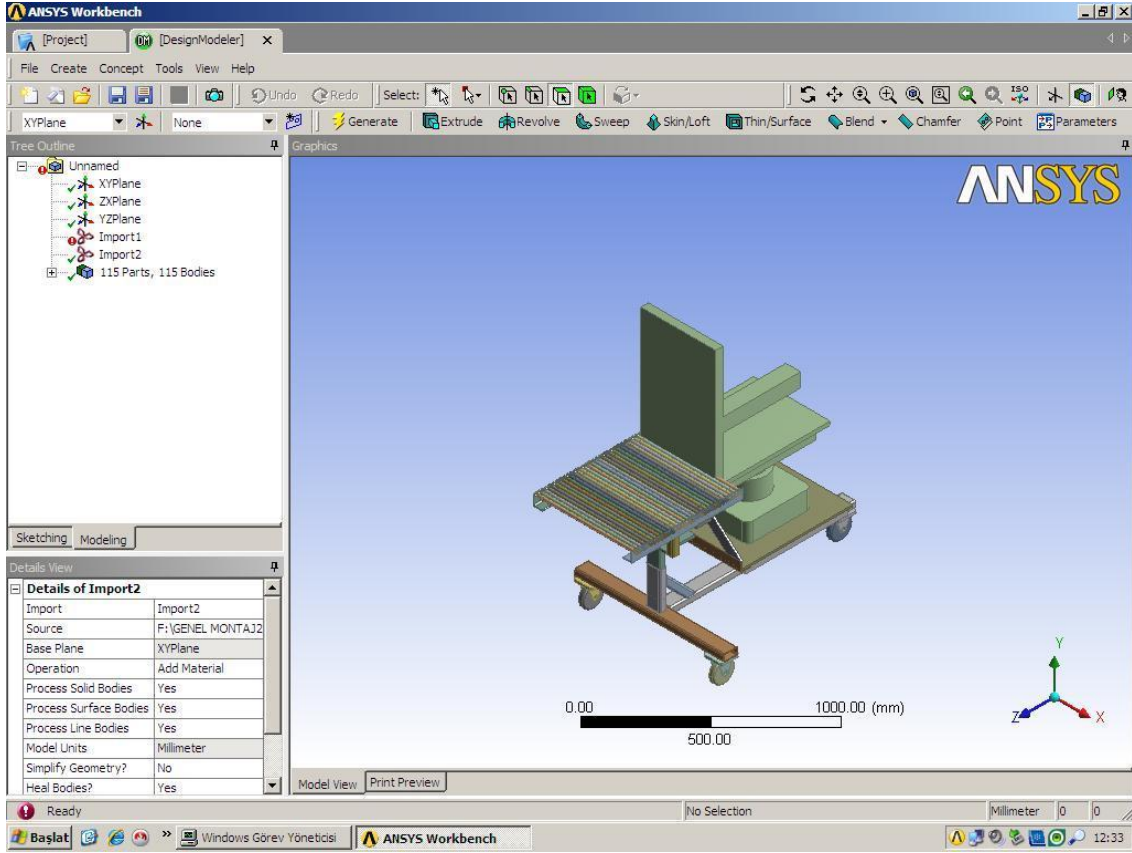 ANSYS Workbench
[Project] [DesignModeler]
File Create Concept Tools View Help
Undo Redo Select: ISO
XYPlane None Generate Extrude Revolve Sweep Skin/Loft Thin/Surface Blend Chamfer Point Parameters
Tree Outline
Unnamed
XYPlane
ZXPlane
YZPlane
Import1
Import2
115 Parts, 115 Bodies
Sketching Modeling
Details View
Details of Import2
Import Import2
Source F:\GENEL MONTAJ2
Base Plane XYPlane
Operation Add Material
Process Solid Bodies Yes
Process Surface Bodies Yes
Process Line Bodies Yes
Model Units Millimeter
Simplify Geometry? No
Heal Bodies? Yes
Graphics
ANSYS
0.00 1000.00 (mm)
500.00
Y
Z X
Model View Print Preview
Ready No Selection Millimeter 0 0
Başlat » Windows Görev Yöneticisi ANSYS Workbench 12:33